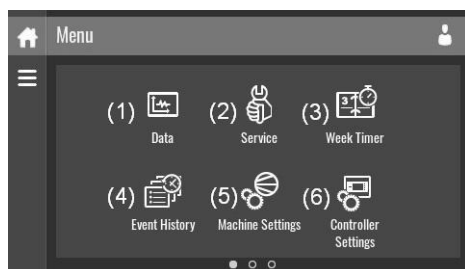 Menu
(1) (2) (3)
Data Service Week Timer
(4) (5) (6)
Event History Machine Settings Controller
Settings